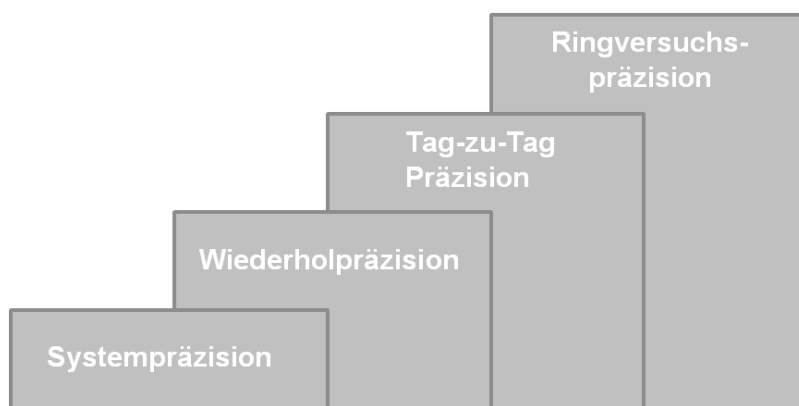 Ringversuchs-
präzision
Tag-zu-Tag
Präzision
Wiederholpräzision
Systempräzision